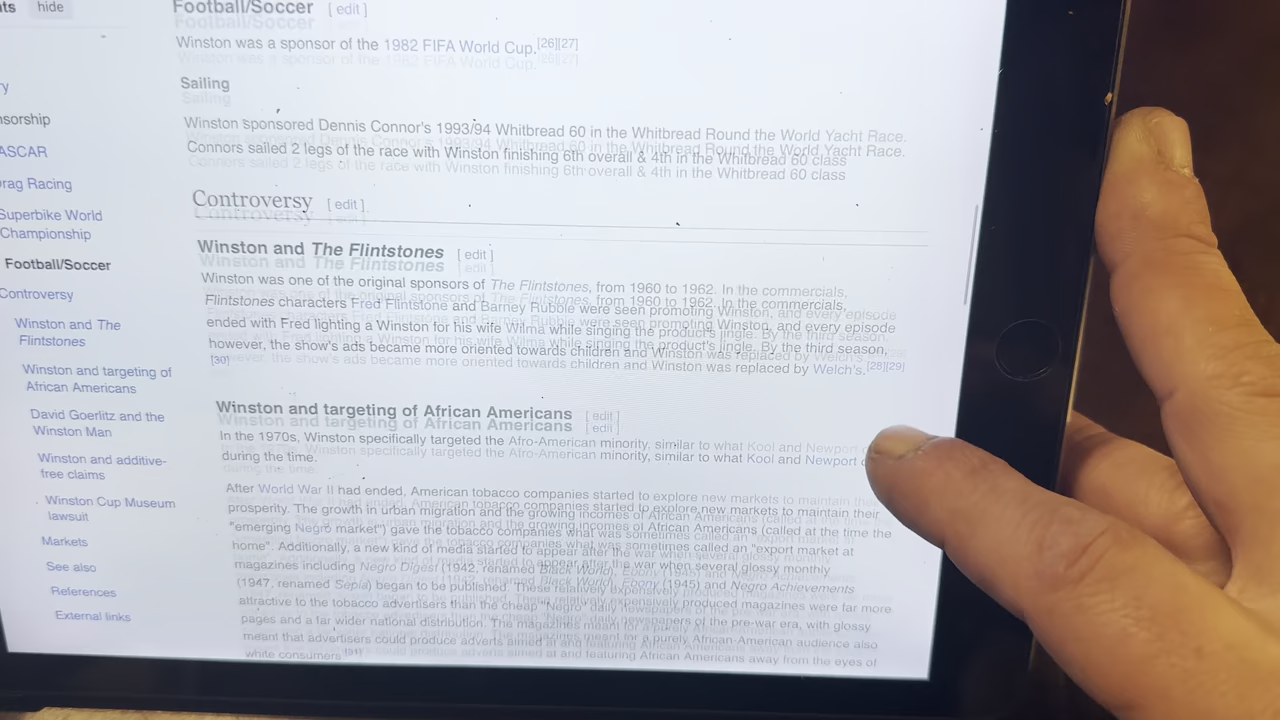 nts hide
ry
nsorship
ASCAR
rag Racing
Superbike World
Championship
Football/Soccer
Controversy
Winston and The
Flintstones
Winston and targeting of
African Americans
David Goerlitz and the
Winston Man
Winston and additive-
free claims
Winston Cup Museum
lawsuit
Markets
See also
References
External links
Football/Soccer [ edit ]
Winston was a sponsor of the 1982 FIFA World Cup.[26][27]
Sailing
Winston sponsored Dennis Connor's 1993/94 Whitbread 60 in the Whitbread Round the World Yacht Race.
Connors sailed 2 legs of the race with Winston finishing 6th overall & 4th in the Whitbread 60 class
Controversy [ edit ]
Winston and The Flintstones [ edit ]
Winston was one of the original sponsors of The Flintstones, from 1960 to 1962. In the commercials,
Flintstones characters Fred Flintstone and Barney Rubble were seen promoting Winston, and every episode
ended with Fred lighting a Winston for his wife Wilma while singing the product's jingle. By the third season,
however, the show's ads became more oriented towards children and Winston was replaced by Welch's.[28][29]
[30]
Winston and targeting of African Americans [ edit ]
In the 1970s, Winston specifically targeted the Afro-American minority, similar to what Kool and Newport
during the time.
After World War II had ended, American tobacco companies started to explore new markets to maintain their
prosperity. The growth in urban migration and the growing incomes of African Americans (called at the time the
"emerging Negro market") gave the tobacco companies what was sometimes called an "export market at
home". Additionally, a new kind of media started to appear after the war when several glossy monthly
magazines including Negro Digest (1942, renamed Black World), Ebony (1945) and Negro Achievements
(1947, renamed Sepia) began to be published. These relatively expensively produced magazines were far more
attractive to the tobacco advertisers than the cheap "Negro" daily newspapers of the pre-war era, with glossy
pages and a far wider national distribution. The magazines meant for a purely African-American audience also
meant that advertisers could produce adverts aimed at and featuring African Americans away from the eyes of
white consumers.[31]